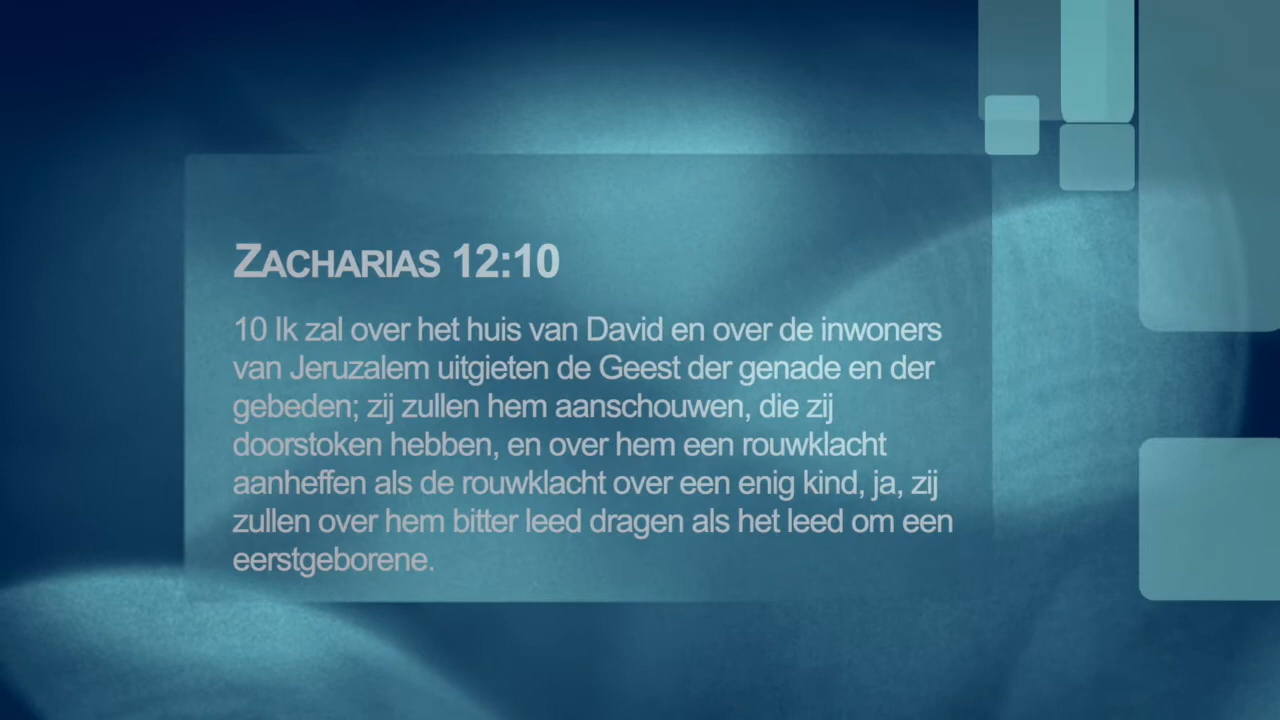 ZACHARIAS 12:10
10 Ik zal over het huis van David en over de inwoners
van Jeruzalem uitgieten de Geest der genade en der
gebeden; zij zullen hem aanschouwen, die zij
doorstoken hebben, en over hem een rouwklacht
aanheffen als de rouwklacht over een enig kind, ja, zij
zullen over hem bitter leed dragen als het leed om een
eerstgeborene.